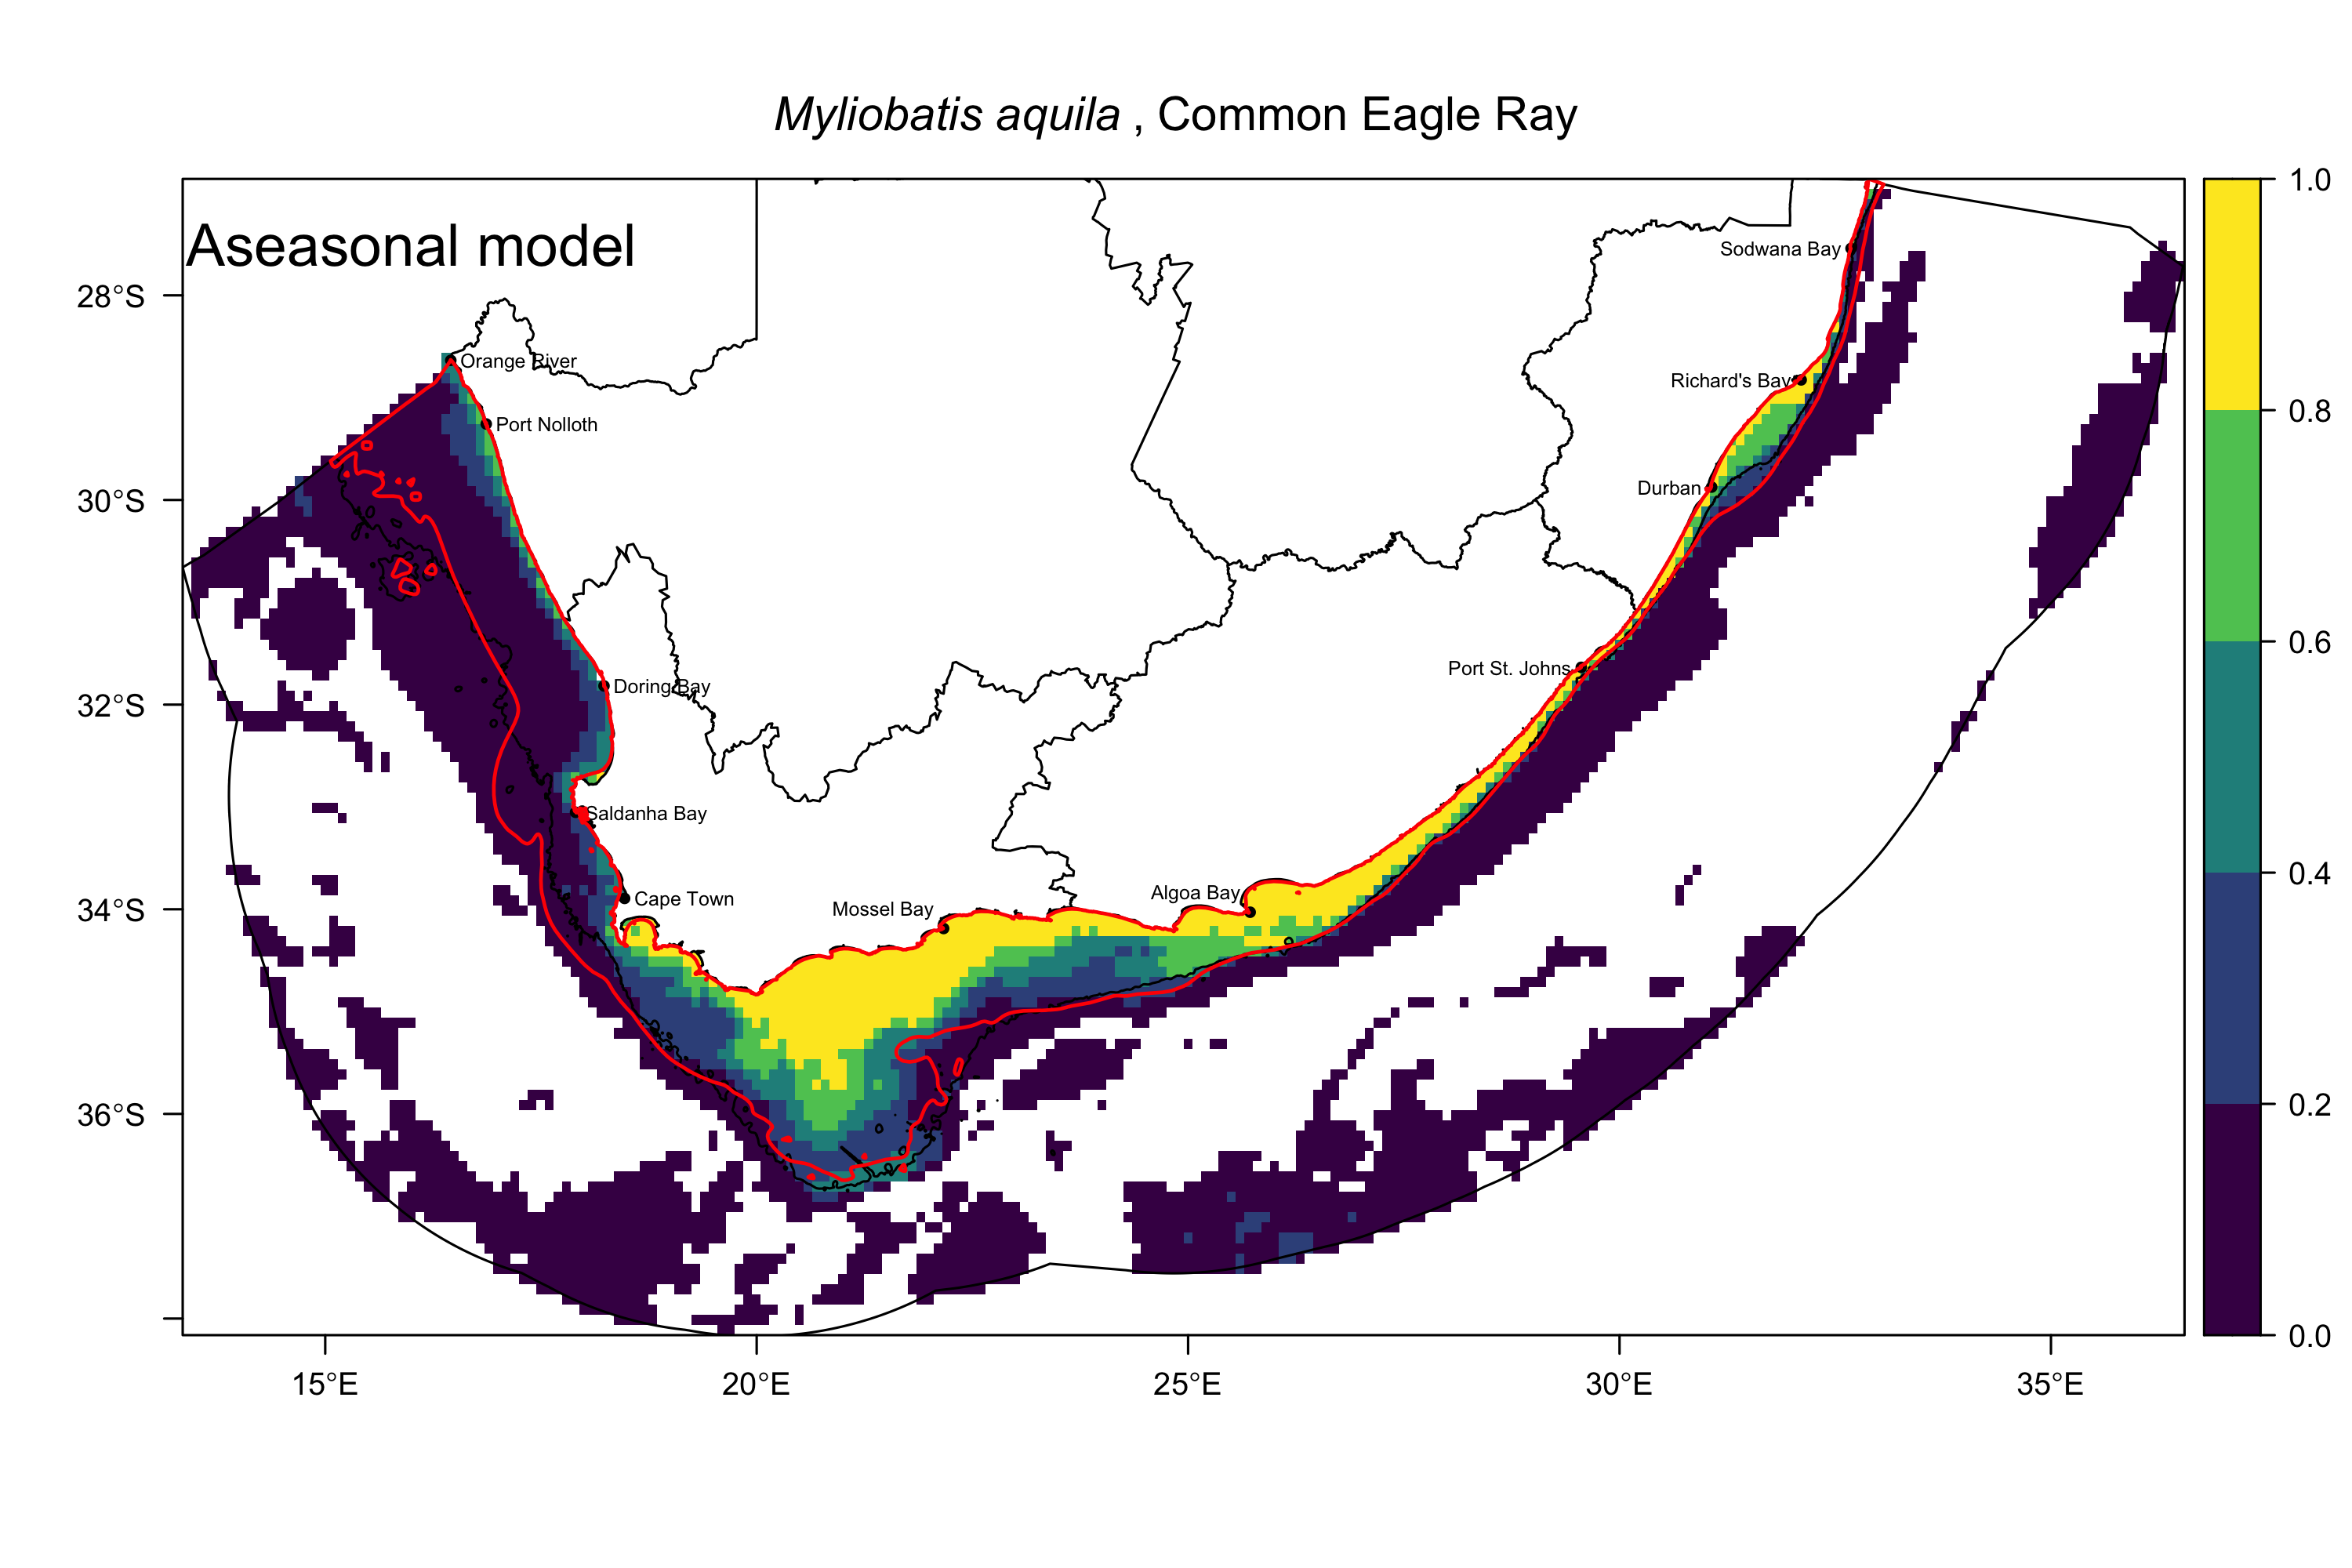 Myliobatis aquila , Common Eagle Ray
Aseasonal model
1.0
0.8
0.6
0.4
0.2
0.0
28°S
30°S
32°S
34°S
36°S
15°E
20°E
25°E
30°E
35°E
Sodwana Bay
Richard's Bay
Durban
Port St. Johns
Algoa Bay
Mossel Bay
Cape Town
Saldanha Bay
Doring Bay
Port Nolloth
Orange River